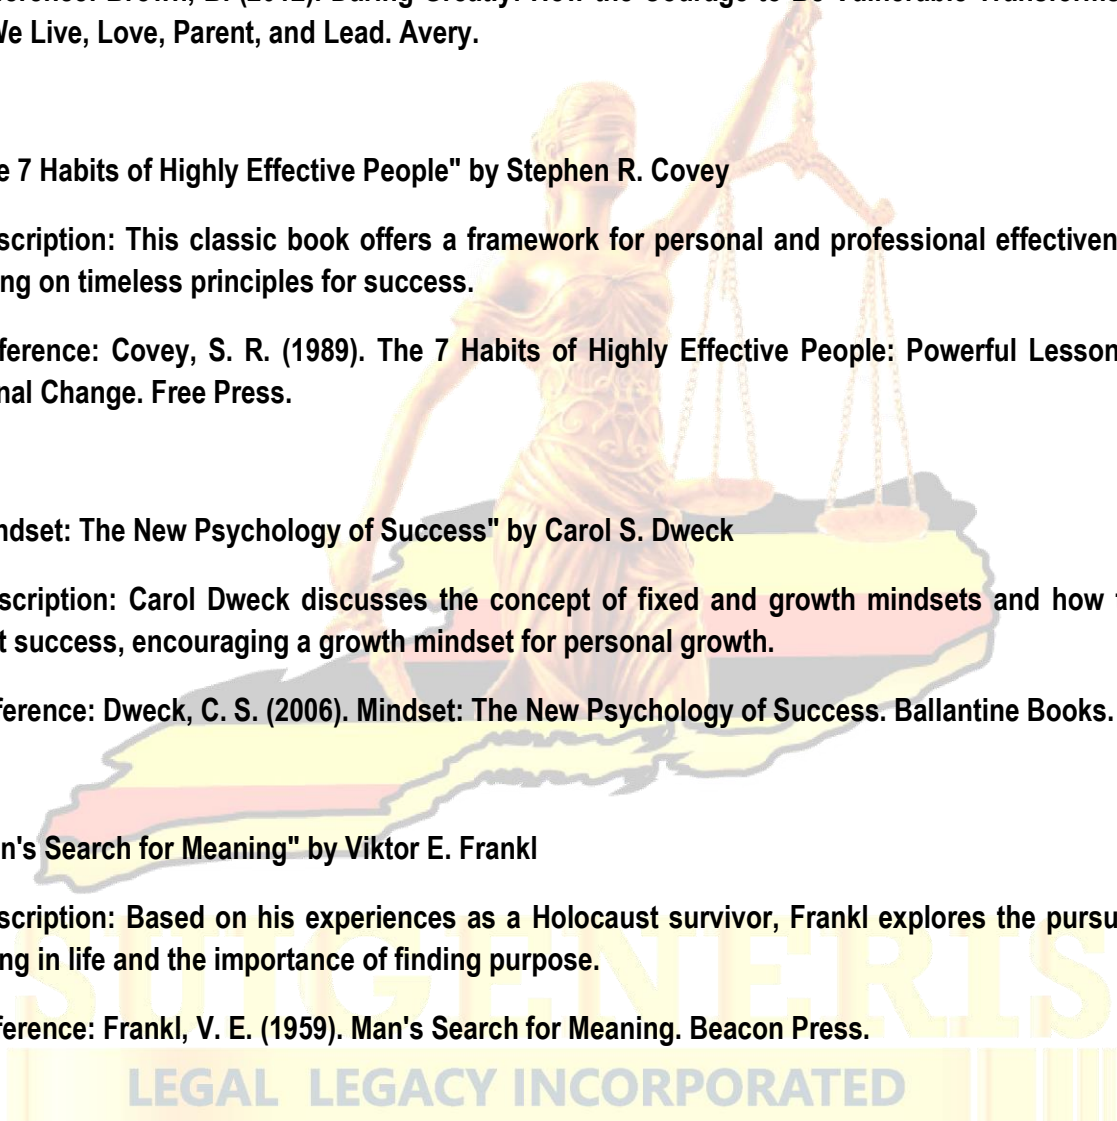 We Live, Love, Parent, and Lead. Avery.
e 7 Habits of Highly Effective People" by Stephen R. Covey
scription: This classic book offers a framework for personal and professional effectiven
ng on timeless principles for success.
ference: Covey, S. R. (1989). The 7 Habits of Highly Effective People: Powerful Lesson
nal Change. Free Press.
ndset: The New Psychology of Success" by Carol S. Dweck
scription: Carol Dweck discusses the concept of fixed and growth mindsets and how
t success, encouraging a growth mindset for personal growth.
ference: Dweck, C. S. (2006). Mindset: The New Psychology of Success. Ballantine Books.
n's Search for Meaning" by Viktor E. Frankl
scription: Based on his experiences as a Holocaust survivor, Frankl explores the pursu
ng in life and the importance of finding purpose.
ference: Frankl, V. E. (1959). Man's Search for Meaning. Beacon Press.
SUIGENERIS
LEGAL LEGACY INCORPORATED